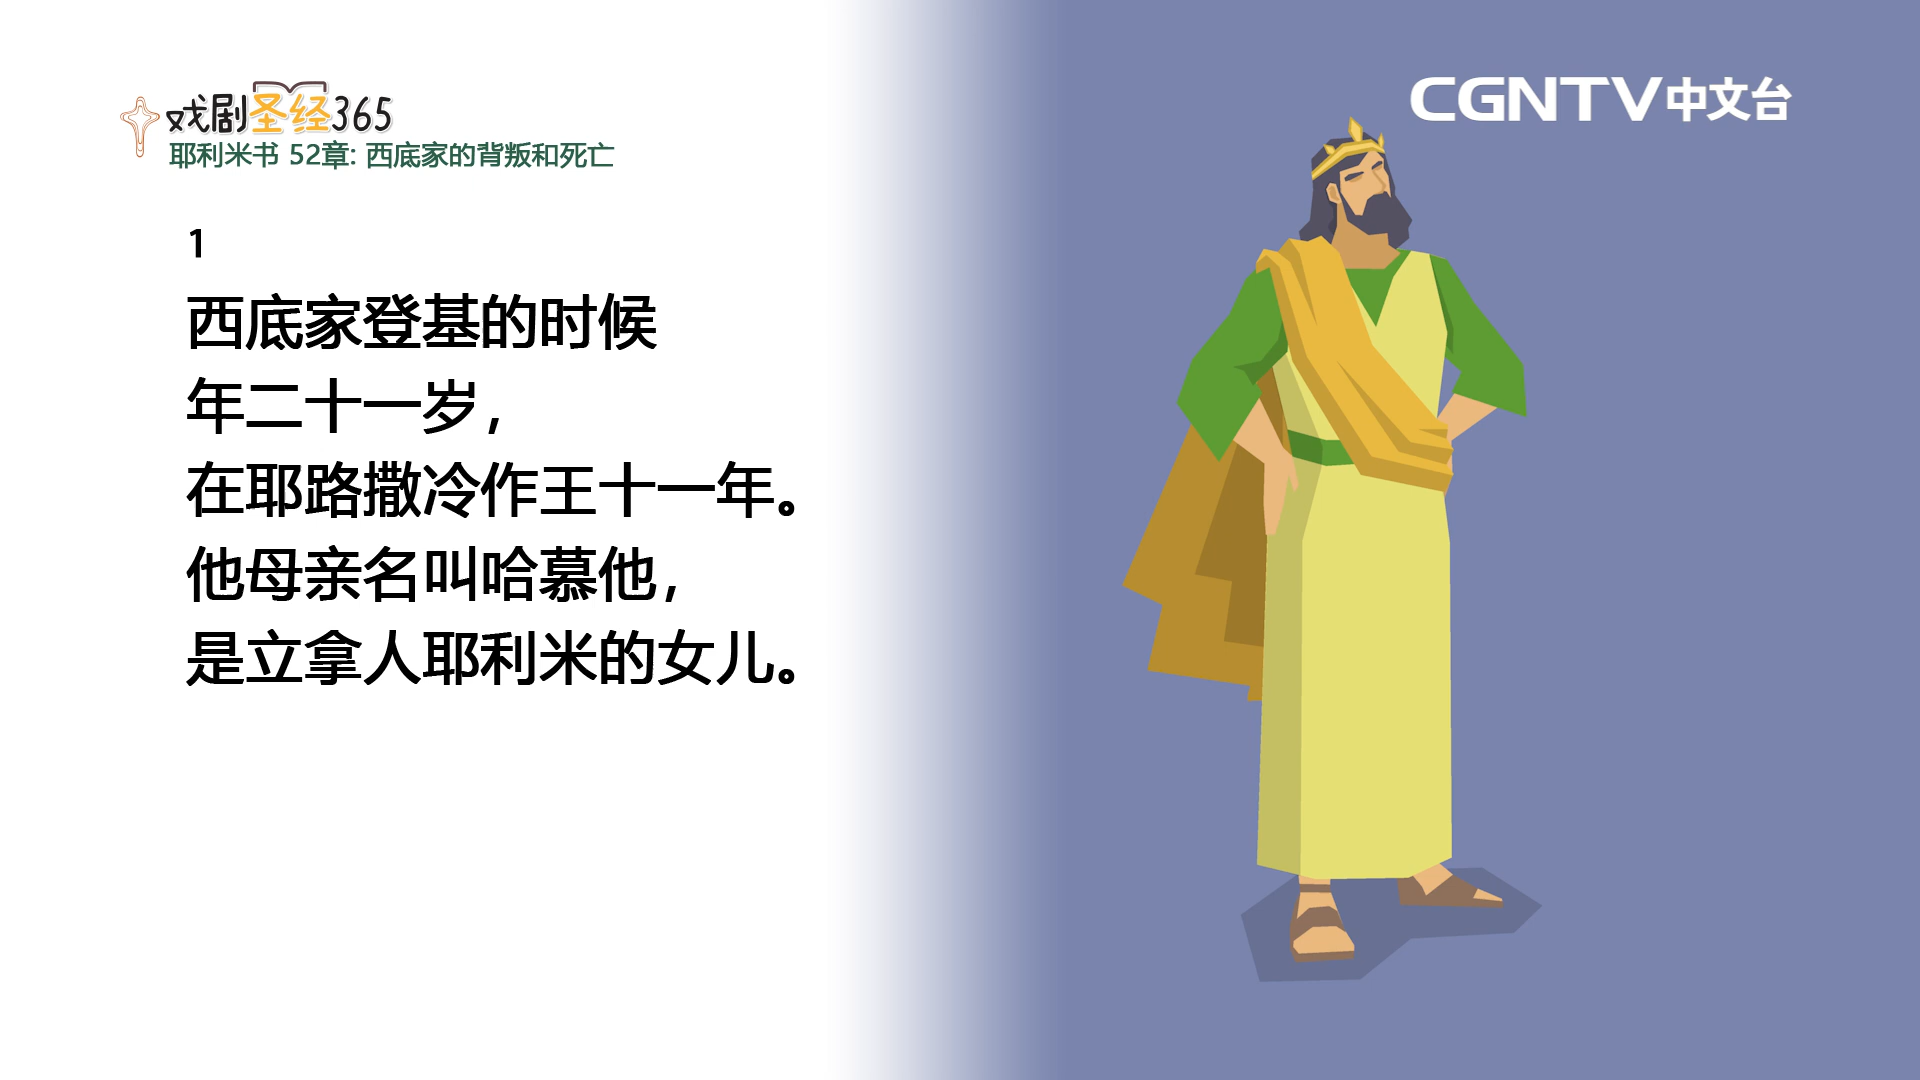 戏剧圣经365
CGNTV中文台
耶利米书 52章: 西底家的背叛和死亡
1
西底家登基的时候
年二十一岁，
在耶路撒冷作王十一年。
他母亲名叫哈慕他，
是立拿人耶利米的女儿。